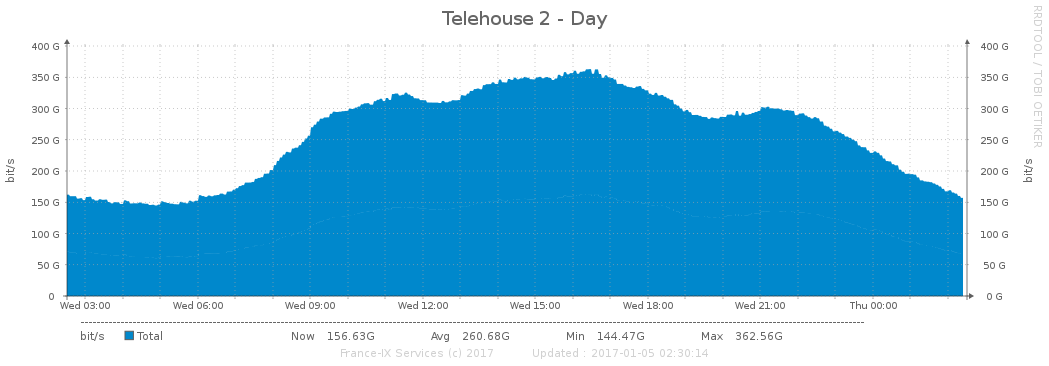 Telehouse 2 - Day
RRDTOOL / TOBI OETIKER
bit/s
400 G 400 G
350 G 350 G
300 G 300 G
250 G 250 G
200 G 200 G
150 G 150 G
100 G 100 G
50 G 50 G
0 0 G
bit/s
Wed 03:00 Wed 06:00 Wed 09:00 Wed 12:00 Wed 15:00 Wed 18:00 Wed 21:00 Thu 00:00
bit/s Total Now 156.63G Avg 260.68G Min 144.47G Max 362.56G
France-IX Services (c) 2017 Updated : 2017-01-05 02:30:14